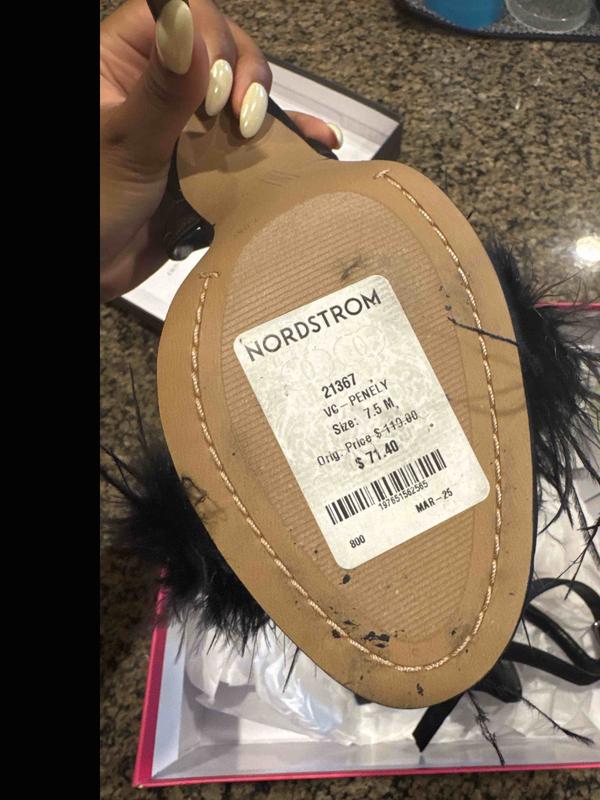 NORDSTROM
21367
VC-PENELY
Size: 7.5 M
Orig. Price $ 119.00
$ 71.40
197651562565
MAR-25
800